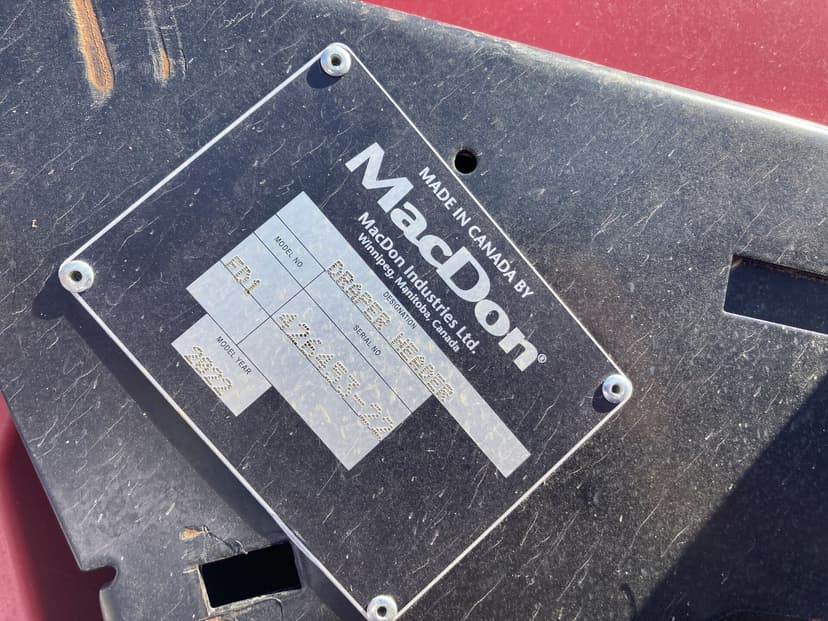 MADE IN CANADA BY
MacDon®
MacDon Industries Ltd.
Winnipeg, Manitoba, Canada
DESIGNATION
DRAPER HEADER
MODEL NO
SERIAL NO
FD1
MODEL YEAR
2022